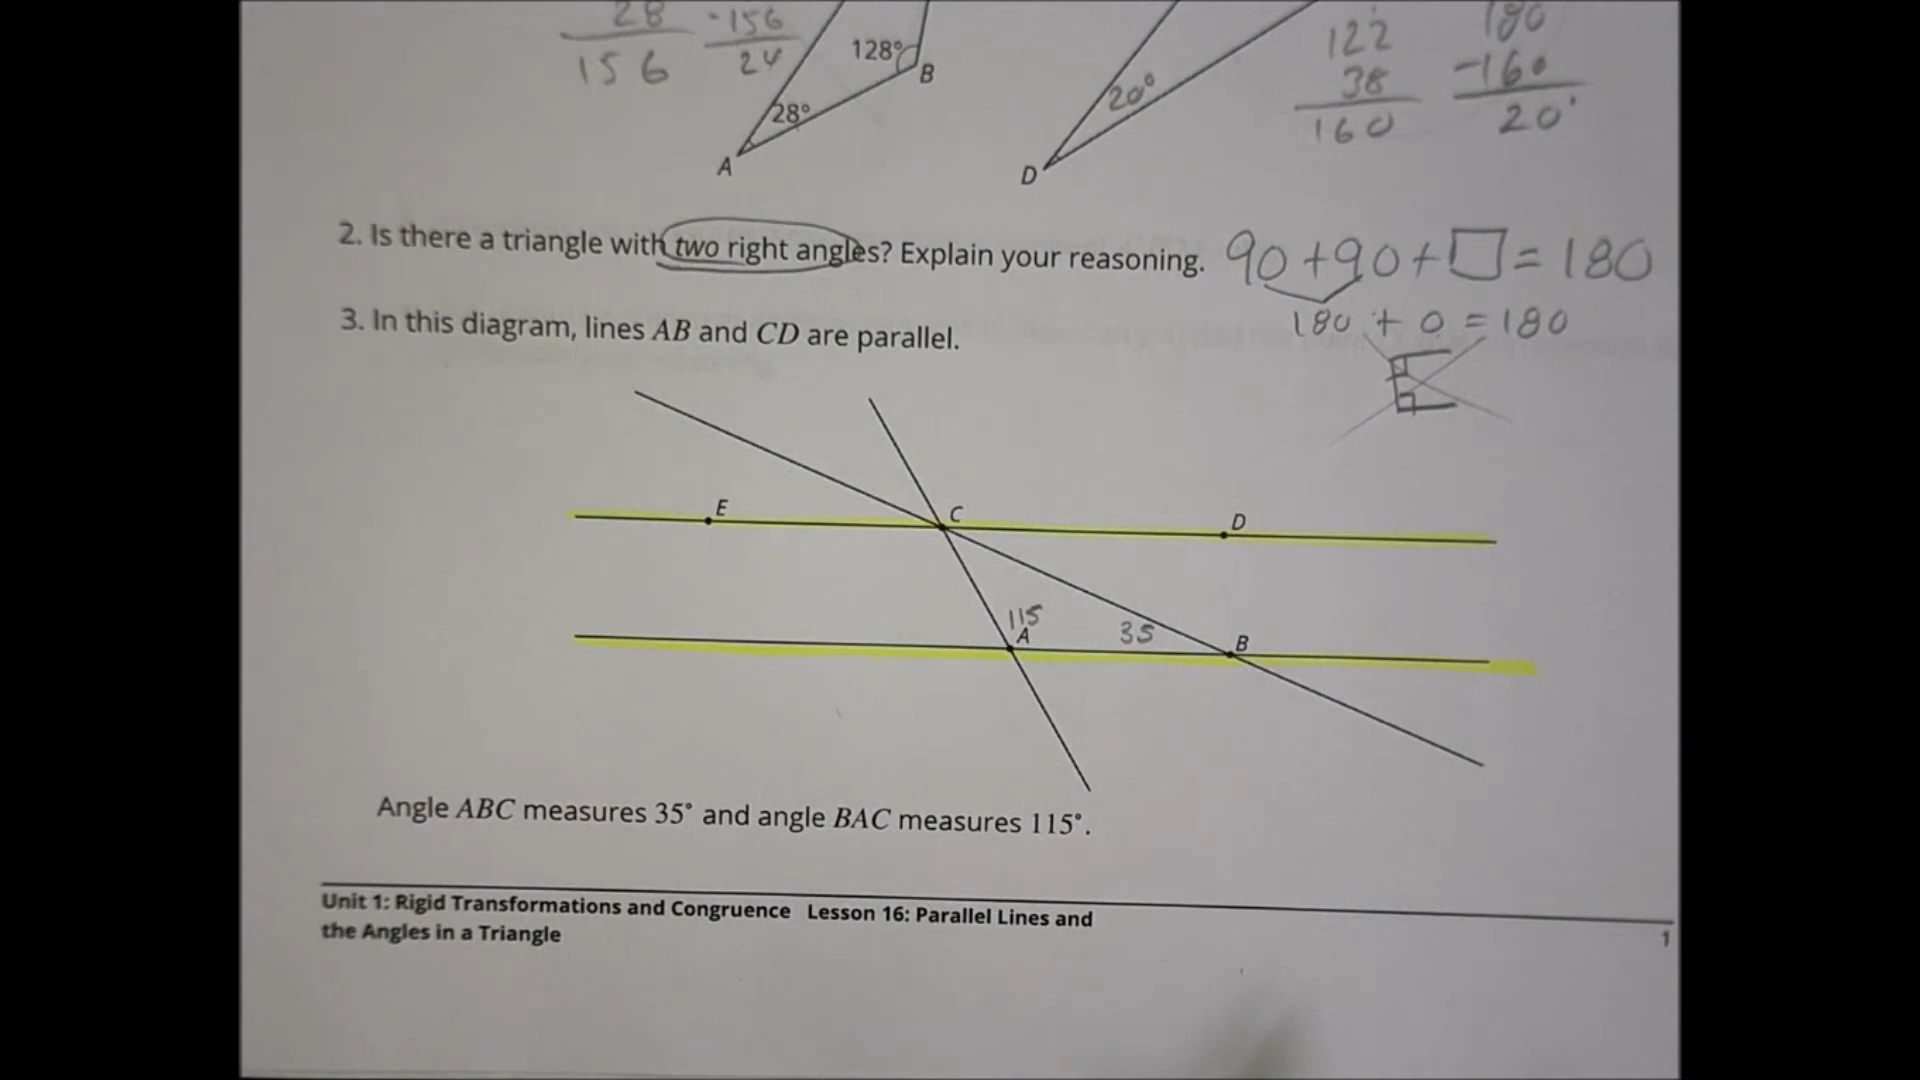 28 -156 122 180
156 24 38 -160
128° B 20° 160 20
28°
A D
2. Is there a triangle with two right angles? Explain your reasoning. 90 + 90 + □ = 180
180 + 0 = 180
3. In this diagram, lines AB and CD are parallel.
E C D
115
A 35 B
Angle ABC measures 35° and angle BAC measures 115°.
Unit 1: Rigid Transformations and Congruence Lesson 16: Parallel Lines and
the Angles in a Triangle
1